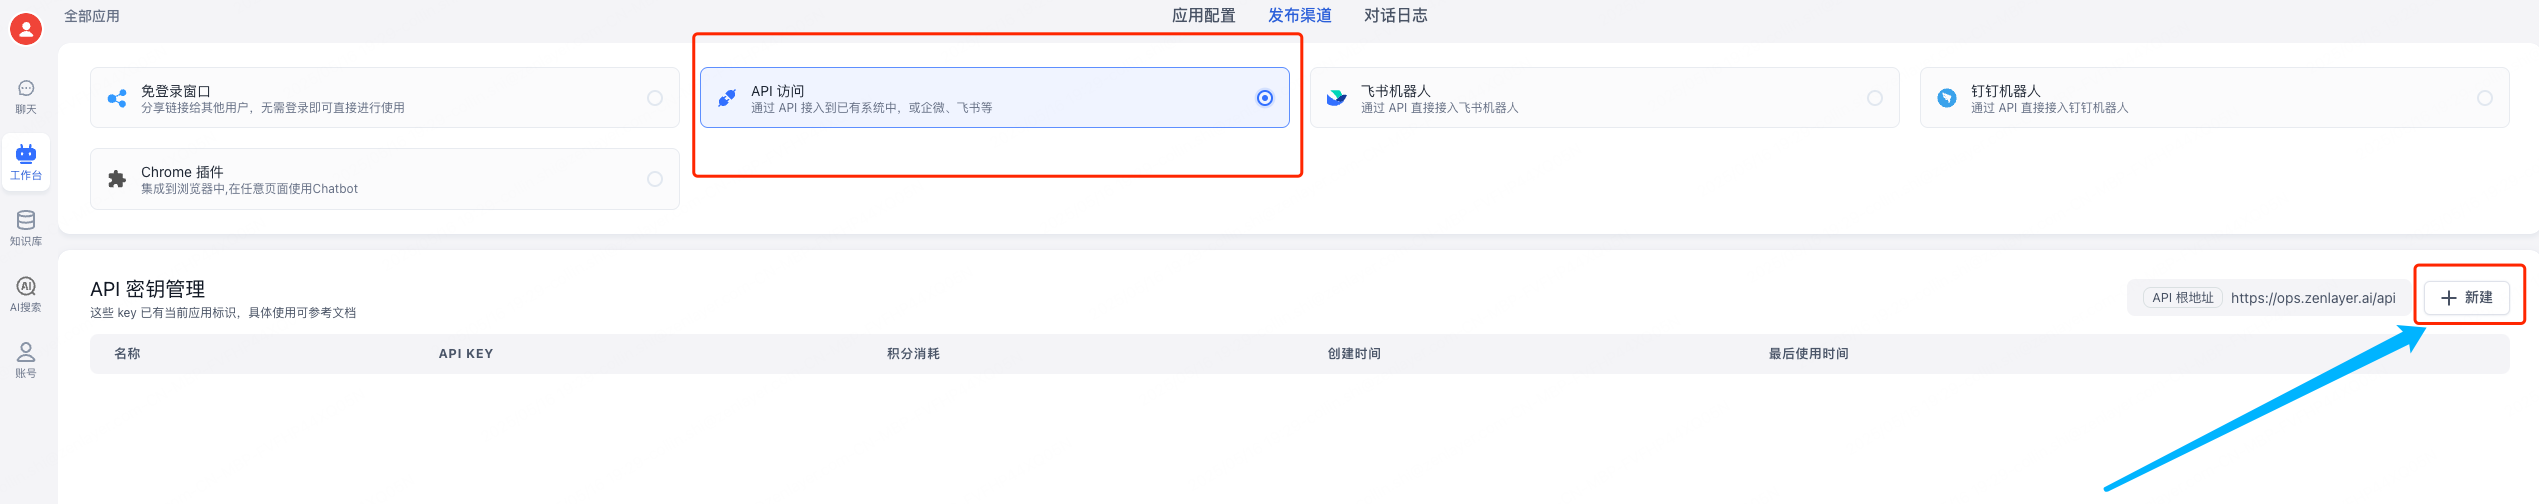 全部应用
应用配置 发布渠道 对话日志
聊天
工作台
知识库
AI搜索
账号
免登录窗口
分享链接给其他用户，无需登录即可直接进行使用
API 访问
通过 API 接入到已有系统中，或企微、飞书等
飞书机器人
通过 API 直接接入飞书机器人
钉钉机器人
通过 API 直接接入钉钉机器人
Chrome 插件
集成到浏览器中,在任意页面使用Chatbot
API 密钥管理
这些 key 已有当前应用标识，具体使用可参考文档
API 根地址 https://ops.zenlayer.ai/api
新建
名称 API KEY 积分消耗 创建时间 最后使用时间